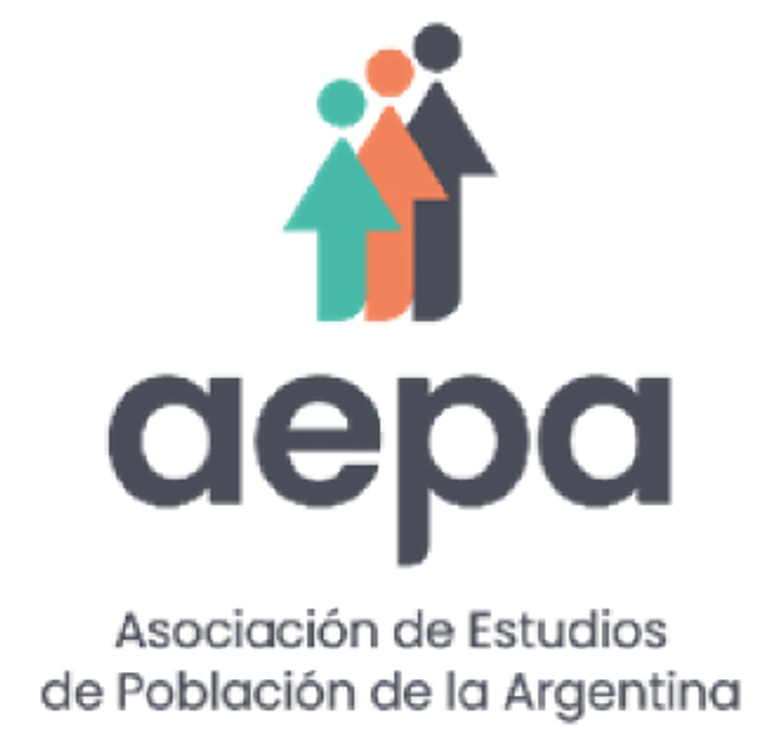 aepa
Asociación de Estudios
de Población de la Argentina